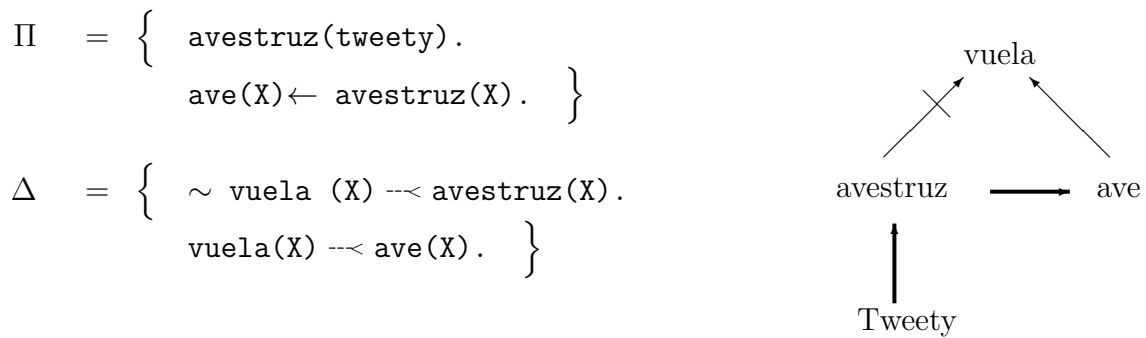 Π = { avestruz(tweety).
ave(X)← avestruz(X). }
Δ = { ∼ vuela (X) ⤙ avestruz(X).
vuela(X) ⤙ ave(X). }
vuela
avestruz ave
Tweety